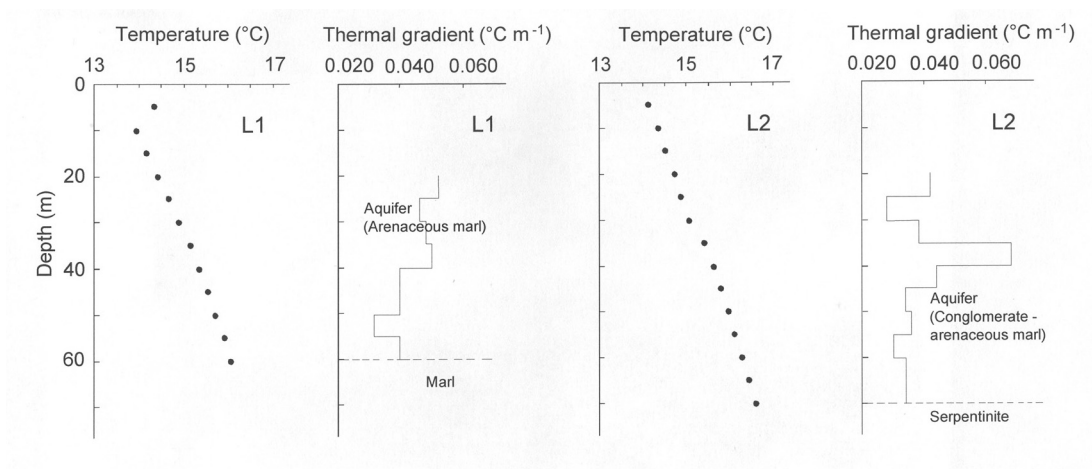 Temperature (°C)
13 15 17
Depth (m)
0
20
40
60
L1
Thermal gradient (°C m⁻¹)
0.020 0.040 0.060
L1
Aquifer
(Arenaceous marl)
Marl
Temperature (°C)
13 15 17
L2
Thermal gradient (°C m⁻¹)
0.020 0.040 0.060
L2
Aquifer
(Conglomerate -
arenaceous marl)
Serpentinite